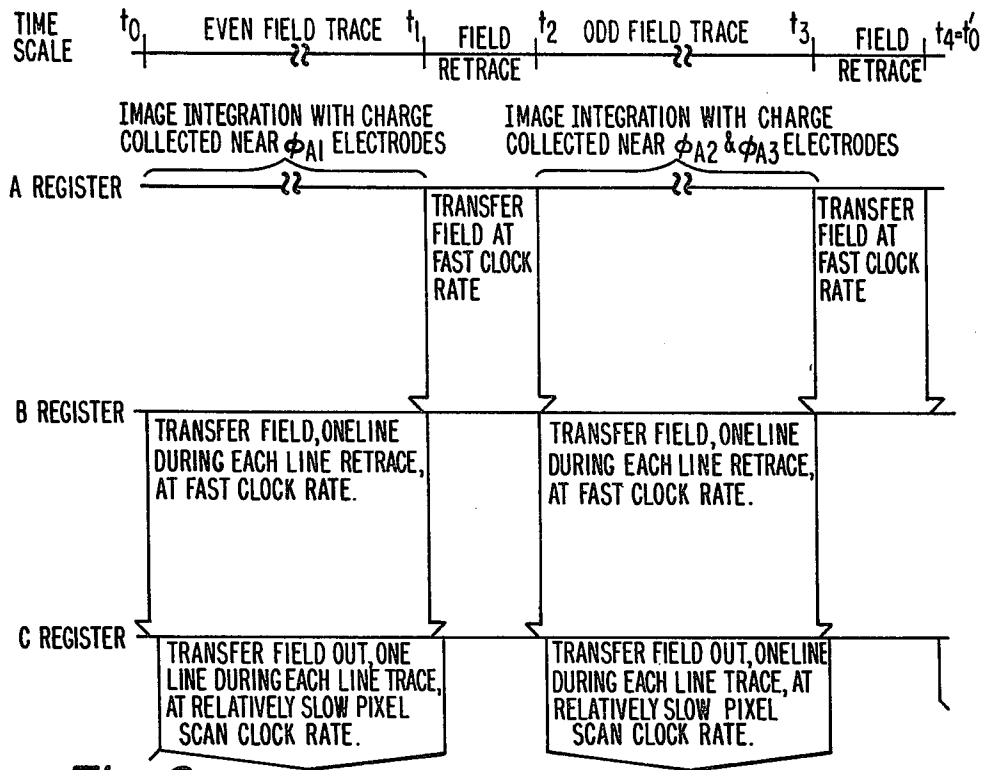 TIME SCALE
t0 EVEN FIELD TRACE t1 FIELD RETRACE t2 ODD FIELD TRACE t3 FIELD RETRACE t4=t'0
IMAGE INTEGRATION WITH CHARGE
COLLECTED NEAR ϕA1 ELECTRODES
IMAGE INTEGRATION WITH CHARGE
COLLECTED NEAR ϕA2 & ϕA3 ELECTRODES
A REGISTER
TRANSFER
FIELD AT
FAST CLOCK
RATE
TRANSFER
FIELD AT
FAST CLOCK
RATE
B REGISTER
TRANSFER FIELD, ONELINE
DURING EACH LINE RETRACE,
AT FAST CLOCK RATE.
TRANSFER FIELD, ONELINE
DURING EACH LINE RETRACE,
AT FAST CLOCK RATE.
C REGISTER
TRANSFER FIELD OUT, ONE
LINE DURING EACH LINE TRACE,
AT RELATIVELY SLOW PIXEL
SCAN CLOCK RATE.
TRANSFER FIELD OUT, ONELINE
DURING EACH LINE TRACE, AT
RELATIVELY SLOW PIXEL
SCAN CLOCK RATE.